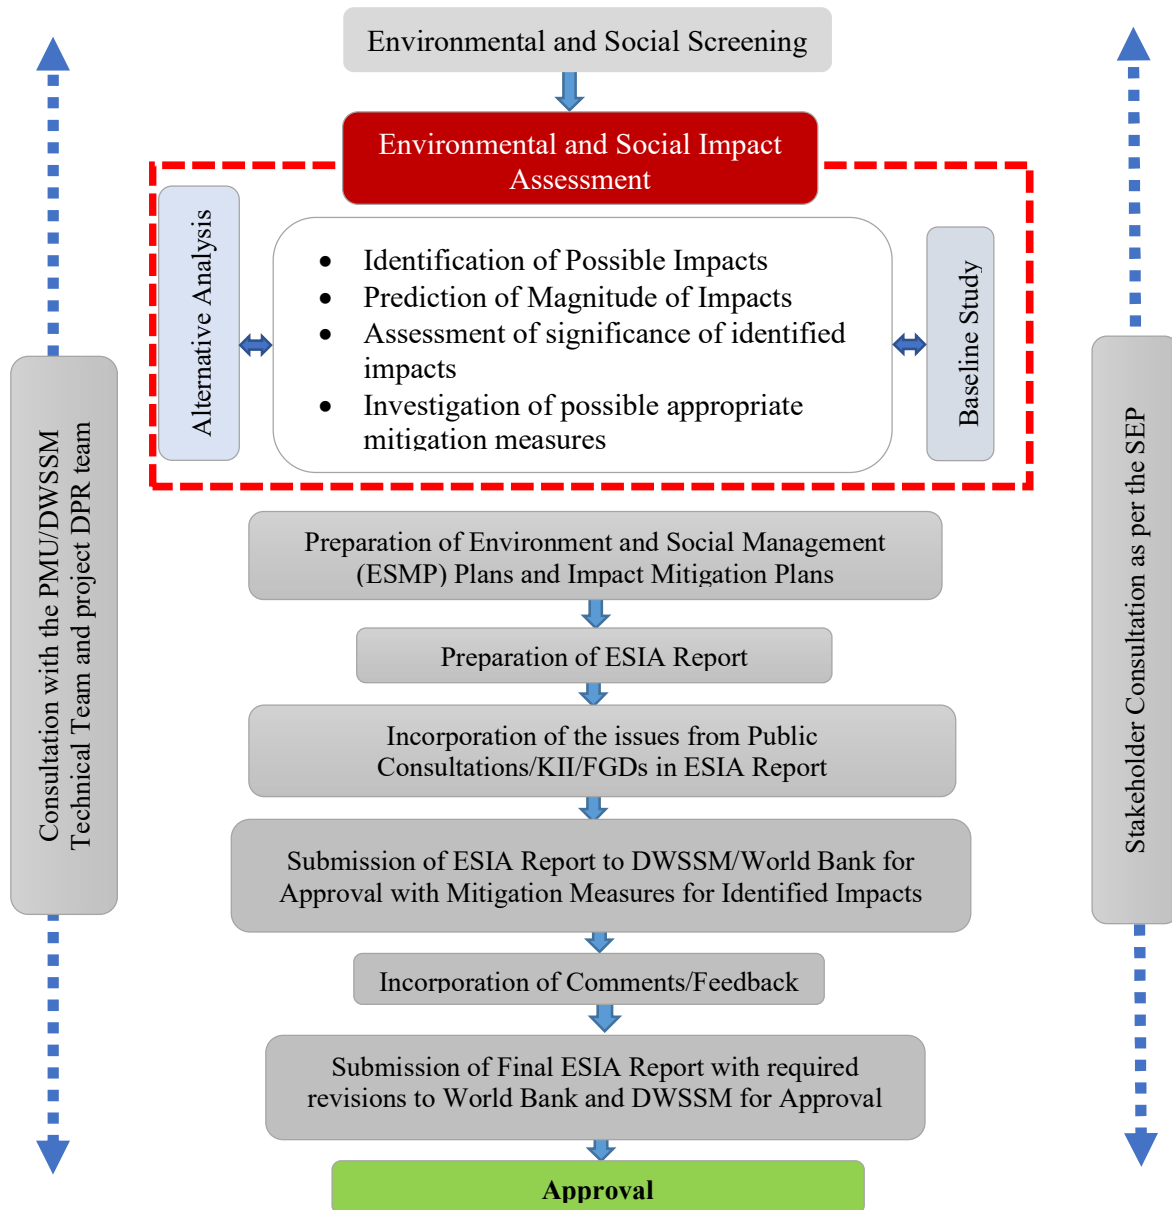 Environmental and Social Screening
Environmental and Social Impact
Assessment
Alternative Analysis
• Identification of Possible Impacts
• Prediction of Magnitude of Impacts
• Assessment of significance of identified
impacts
• Investigation of possible appropriate
mitigation measures
Baseline Study
Consultation with the PMU/DWSSM
Technical Team and project DPR team
Stakeholder Consultation as per the SEP
Preparation of Environment and Social Management
(ESMP) Plans and Impact Mitigation Plans
Preparation of ESIA Report
Incorporation of the issues from Public
Consultations/KII/FGDs in ESIA Report
Submission of ESIA Report to DWSSM/World Bank for
Approval with Mitigation Measures for Identified Impacts
Incorporation of Comments/Feedback
Submission of Final ESIA Report with required
revisions to World Bank and DWSSM for Approval
Approval